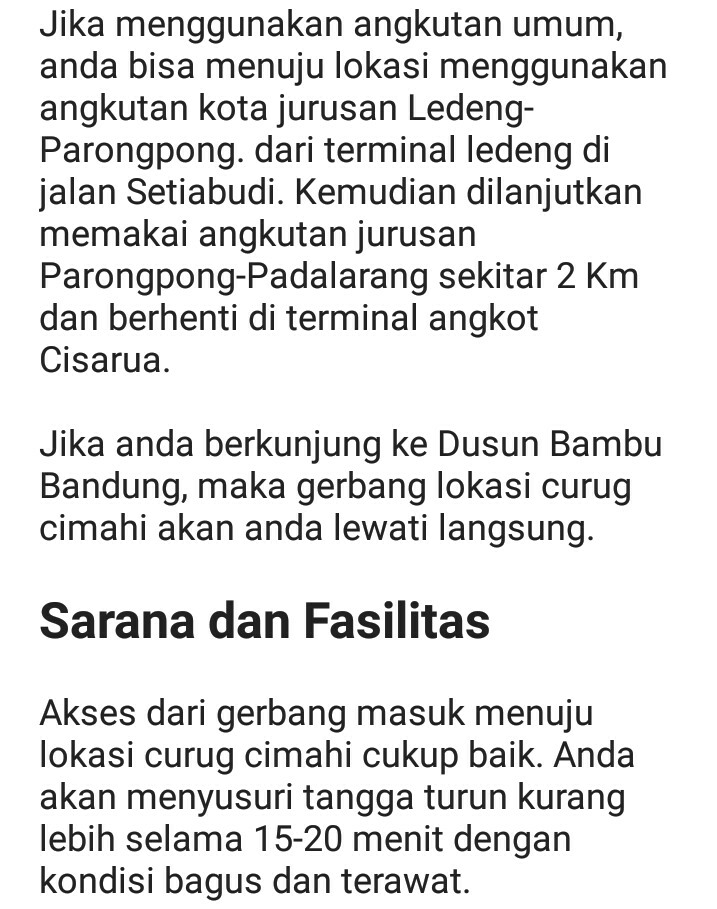 Jika menggunakan angkutan umum,
anda bisa menuju lokasi menggunakan
angkutan kota jurusan Ledeng-
Parongpong. dari terminal ledeng di
jalan Setiabudi. Kemudian dilanjutkan
memakai angkutan jurusan
Parongpong-Padalarang sekitar 2 Km
dan berhenti di terminal angkot
Cisarua.
Jika anda berkunjung ke Dusun Bambu
Bandung, maka gerbang lokasi curug
cimahi akan anda lewati langsung.
Sarana dan Fasilitas
Akses dari gerbang masuk menuju
lokasi curug cimahi cukup baik. Anda
akan menyusuri tangga turun kurang
lebih selama 15-20 menit dengan
kondisi bagus dan terawat.